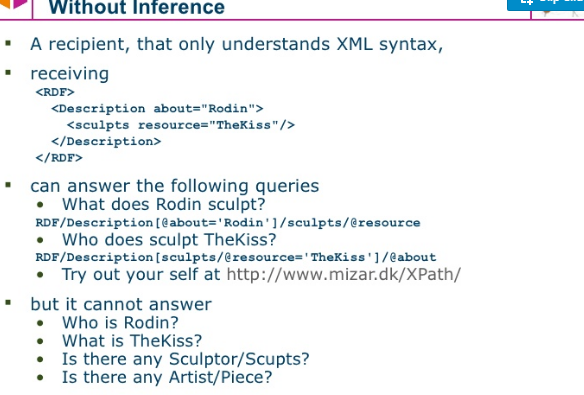 Without Inference
▪ A recipient, that only understands XML syntax,
▪ receiving
<RDF>
<Description about="Rodin">
<sculpts resource="TheKiss"/>
</Description>
</RDF>
▪ can answer the following queries
• What does Rodin sculpt?
RDF/Description[@about='Rodin']/sculpts/@resource
• Who does sculpt TheKiss?
RDF/Description[sculpts/@resource='TheKiss']/@about
• Try out your self at http://www.mizar.dk/XPath/
▪ but it cannot answer
• Who is Rodin?
• What is TheKiss?
• Is there any Sculptor/Scupts?
• Is there any Artist/Piece?